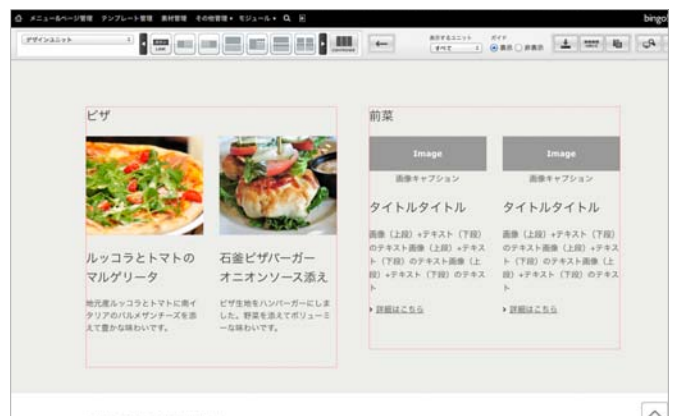 メニュー&ページ管理 テンプレート管理 素材管理 その他管理 モジュール bingo!
デザインユニット
表示するユニット ガイド
すべて 表示 非表示
ピザ
前菜
Image
Image
画像キャプション
画像キャプション
タイトルタイトル
タイトルタイトル
ルッコラとトマトの
マルゲリータ
石釜ピザバーガー
オニオンソース添え
地元産ルッコラとトマトに南イ
タリアのパルメザンチーズを添
えて豊かな味わいです。
ピザ生地をハンバーガーにしま
した。野菜を添えてボリューミ
ーな味わいです。
画像(上段)+テキスト(下段)
のテキスト画像(上段)+テキス
ト(下段)のテキスト画像(上
段)+テキスト(下段)のテキス
ト
画像(上段)+テキスト(下段)
のテキスト画像(上段)+テキス
ト(下段)のテキスト画像(上
段)+テキスト(下段)のテキス
ト
詳細はこちら
詳細はこちら